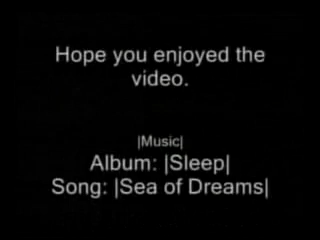 Hope you enjoyed the
video.
|Music|
Album: |Sleep|
Song: |Sea of Dreams|